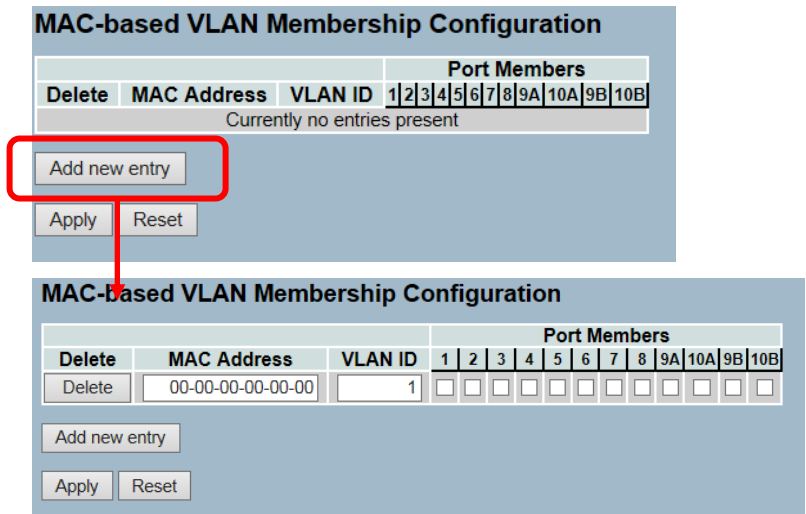 MAC-based VLAN Membership Configuration
Port Members
Delete MAC Address VLAN ID 1 2 3 4 5 6 7 8 9A 10A 9B 10B
Currently no entries present
Add new entry
Apply Reset
MAC-based VLAN Membership Configuration
Port Members
Delete MAC Address VLAN ID 1 2 3 4 5 6 7 8 9A 10A 9B 10B
Delete 00-00-00-00-00-00 1
Add new entry
Apply Reset